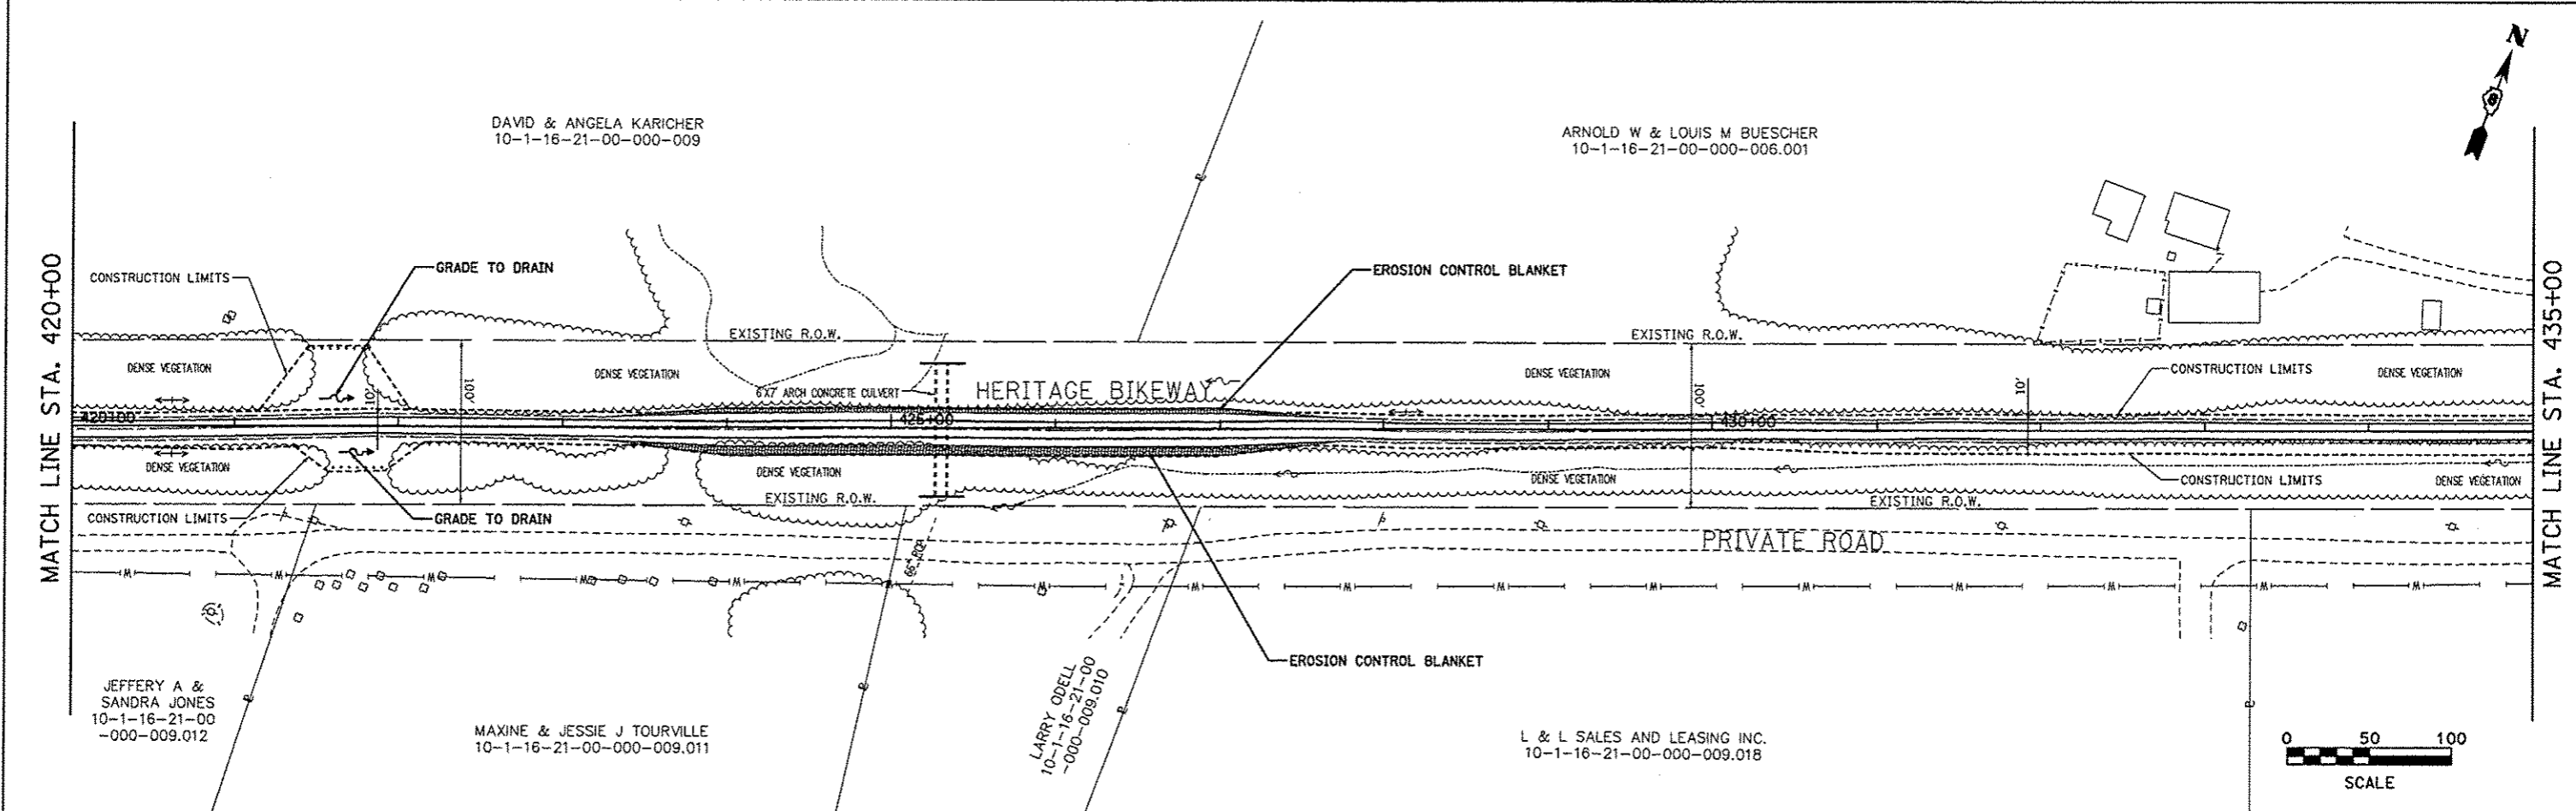 N
DAVID & ANGELA KARICHER
10-1-16-21-00-000-009
ARNOLD W & LOUIS M BUESCHER
10-1-16-21-00-000-006.001
MATCH LINE STA. 420+00
MATCH LINE STA. 435+00
CONSTRUCTION LIMITS
GRADE TO DRAIN
EROSION CONTROL BLANKET
EXISTING R.O.W.
EXISTING R.O.W.
DENSE VEGETATION
DENSE VEGETATION
DENSE VEGETATION
CONSTRUCTION LIMITS
DENSE VEGETATION
10'
100'
6'X7' ARCH CONCRETE CULVERT
HERITAGE BIKEWAY
100'
10'
420+00
425+00
430+00
DENSE VEGETATION
DENSE VEGETATION
DENSE VEGETATION
CONSTRUCTION LIMITS
DENSE VEGETATION
EXISTING R.O.W.
EXISTING R.O.W.
CONSTRUCTION LIMITS
GRADE TO DRAIN
PRIVATE ROAD
W W W W W W W W W W W W W W W W
EROSION CONTROL BLANKET
JEFFERY A &
SANDRA JONES
10-1-16-21-00
-000-009.012
MAXINE & JESSIE J TOURVILLE
10-1-16-21-00-000-009.011
LARRY ODELL
10-1-16-21-00
-000-009.010
L & L SALES AND LEASING INC.
10-1-16-21-00-000-009.018
0 50 100
SCALE